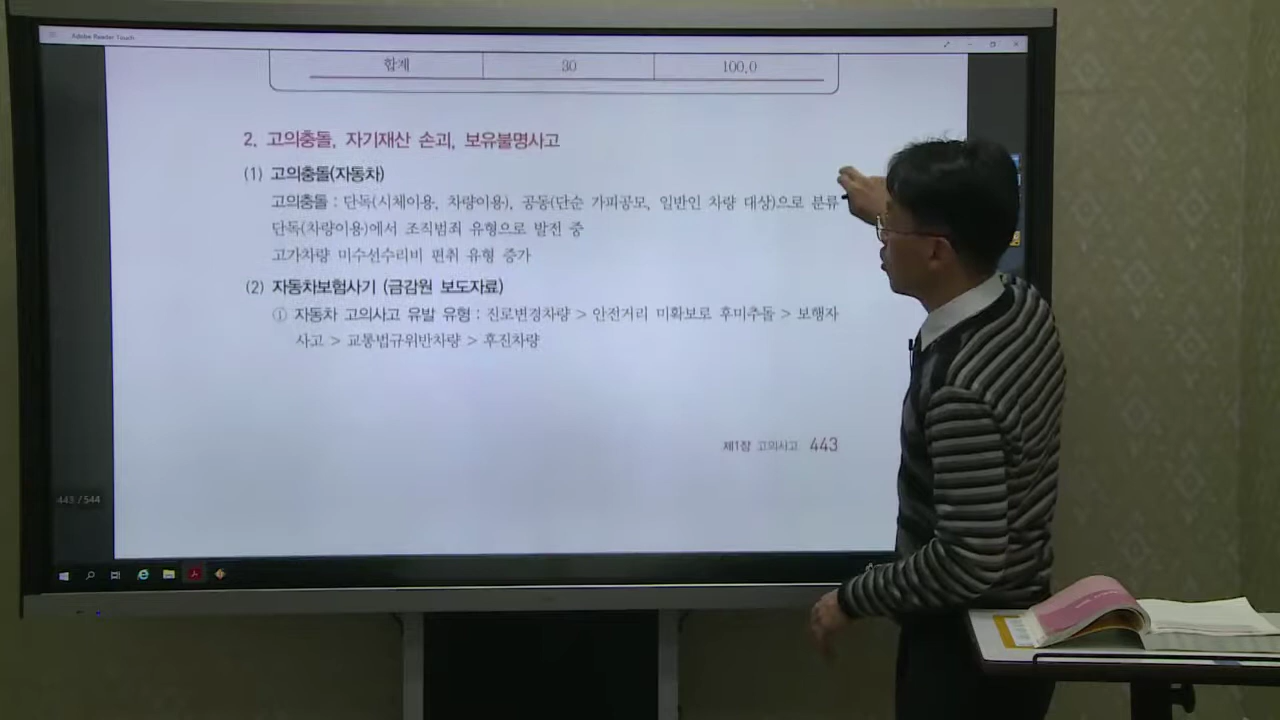 Adobe Reader Touch
합계 30 100.0
2. 고의충돌, 자기재산 손괴, 보유불명사고
(1) 고의충돌(자동차)
고의충돌 : 단독(시체이용, 차량이용), 공동(단순 가피공모, 일반인 차량 대상)으로 분류
단독(차량이용)에서 조직범죄 유형으로 발전 중
고가차량 미수선수리비 편취 유형 증가
(2) 자동차보험사기 (금감원 보도자료)
① 자동차 고의사고 유발 유형 : 진로변경차량 > 안전거리 미확보로 후미추돌 > 보행자
사고 > 교통법규위반차량 > 후진차량
제1장 고의사고 443
443 / 544